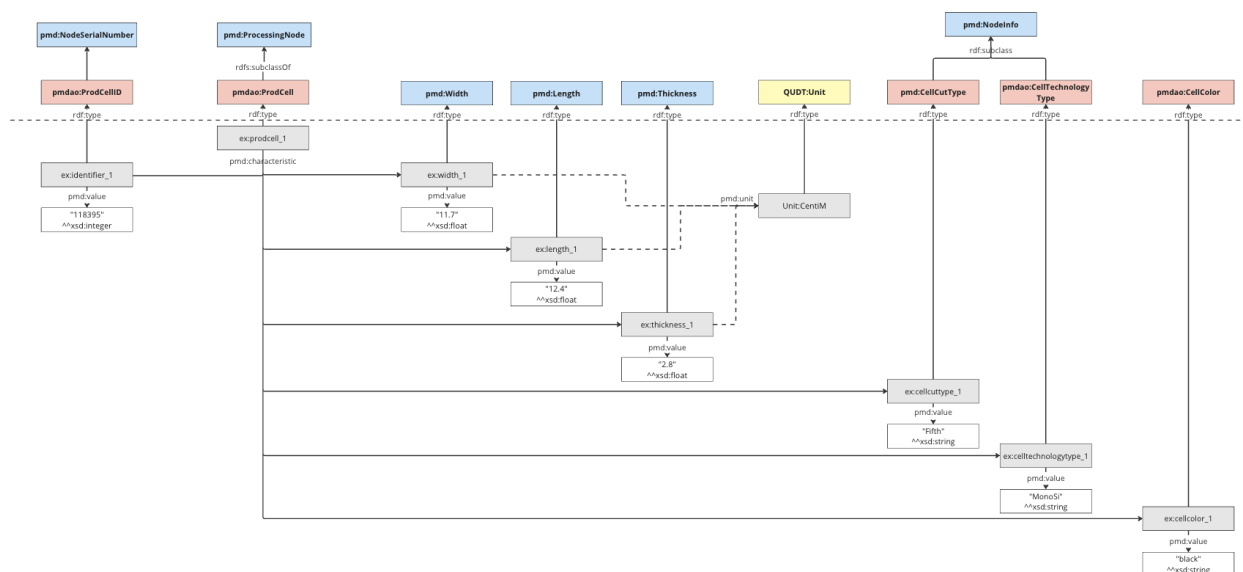 pmd:NodeInfo
pmd:NodeSerialNumber
pmd:ProcessingNode
rdf:subclass
rdfs:subclassOf
pmdao:ProdCellID
pmdao:ProdCell
pmd:Width
pmd:Length
pmd:Thickness
QUDT:Unit
pmd:CellCutType
pmdao:CellTechnology
Type
pmdao:CellColor
rdf:type
rdf:type
rdf:type
rdf:type
rdf:type
rdf:type
rdf:type
rdf:type
rdf:type
ex:prodcell_1
pmd:characteristic
ex:identifier_1
ex:width_1
pmd:value
pmd:value
pmd:unit
Unit:CentiM
"118395"
^^xsd:integer
"11.7"
^^xsd:float
ex:length_1
pmd:value
"12.4"
^^xsd:float
ex:thickness_1
pmd:value
"2.8"
^^xsd:float
ex:cellcuttype_1
pmd:value
"Fifth"
^^xsd:string
ex:celltechnologytype_1
pmd:value
"MonoSi"
^^xsd:string
ex:cellcolor_1
pmd:value
"black"
^^xsd:string